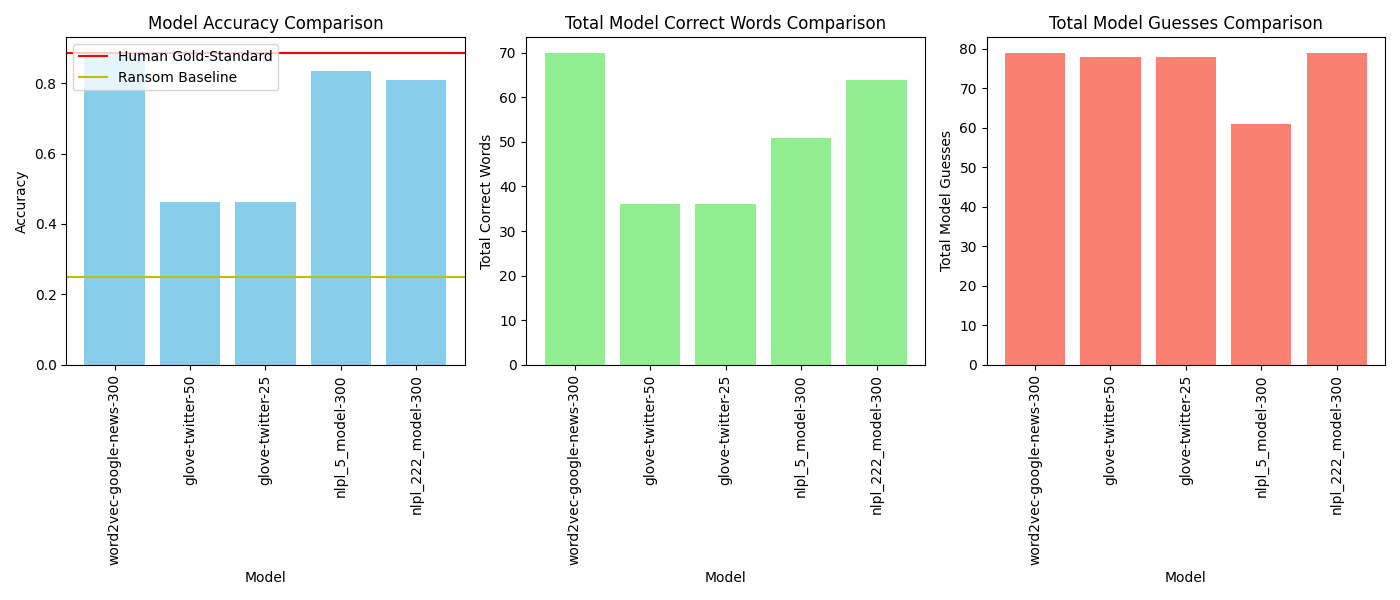 Model Accuracy Comparison
Human Gold-Standard
Ransom Baseline
Accuracy
0.8
0.6
0.4
0.2
0.0
word2vec-google-news-300
glove-twitter-50
glove-twitter-25
nlpl_5_model-300
nlpl_222_model-300
Model
Total Model Correct Words Comparison
Total Correct Words
70
60
50
40
30
20
10
0
word2vec-google-news-300
glove-twitter-50
glove-twitter-25
nlpl_5_model-300
nlpl_222_model-300
Model
Total Model Guesses Comparison
Total Model Guesses
80
70
60
50
40
30
20
10
0
word2vec-google-news-300
glove-twitter-50
glove-twitter-25
nlpl_5_model-300
nlpl_222_model-300
Model